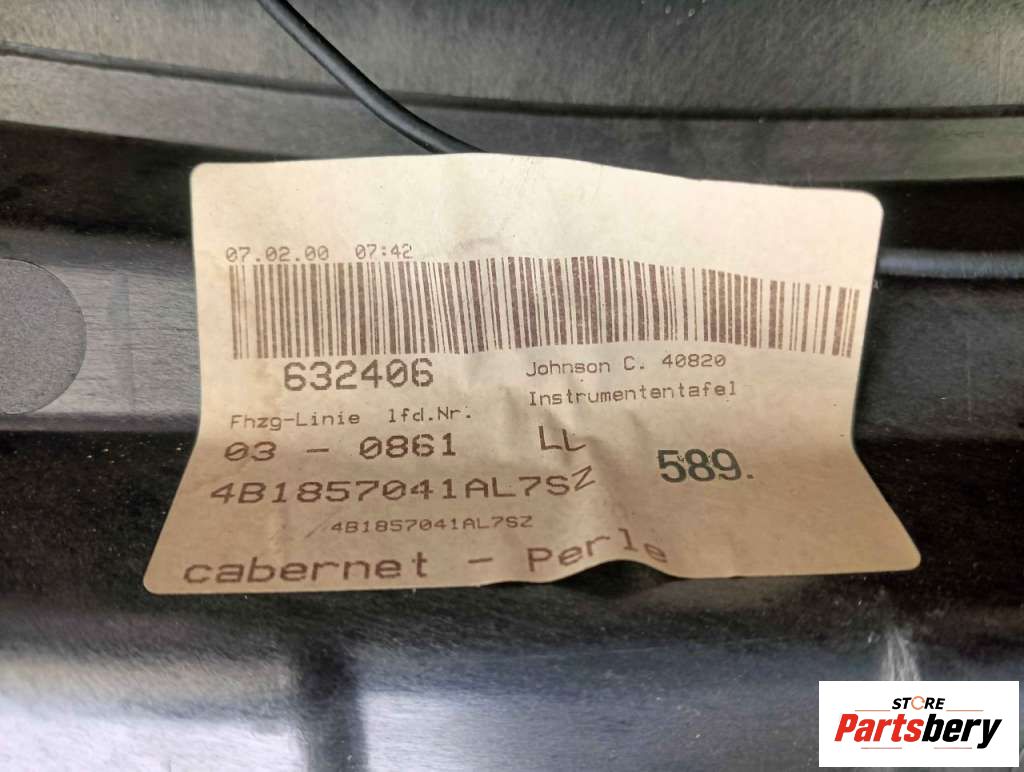 07.02.00 07:42
632406
Johnson C. 40820
Instrumententafel
Fhzg-Linie lfd.Nr.
03 - 0861 LL
589.
4B1857041AL7SZ
4B1857041AL7SZ
cabernet - Perle
STORE
Partsbery